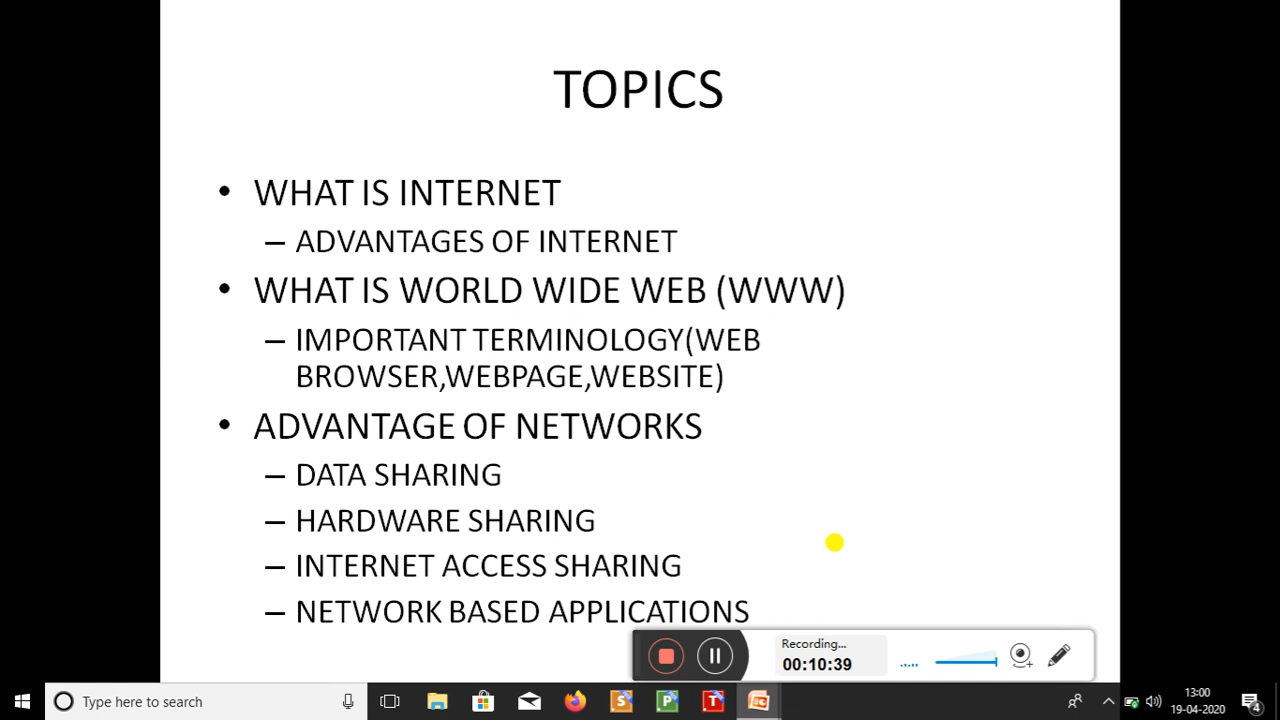 TOPICS
• WHAT IS INTERNET
– ADVANTAGES OF INTERNET
• WHAT IS WORLD WIDE WEB (WWW)
– IMPORTANT TERMINOLOGY(WEB
BROWSER,WEBPAGE,WEBSITE)
• ADVANTAGE OF NETWORKS
– DATA SHARING
– HARDWARE SHARING
– INTERNET ACCESS SHARING
– NETWORK BASED APPLICATIONS
Recording...
00:10:39
Type here to search
S
P
T
13:00
19-04-2020
4